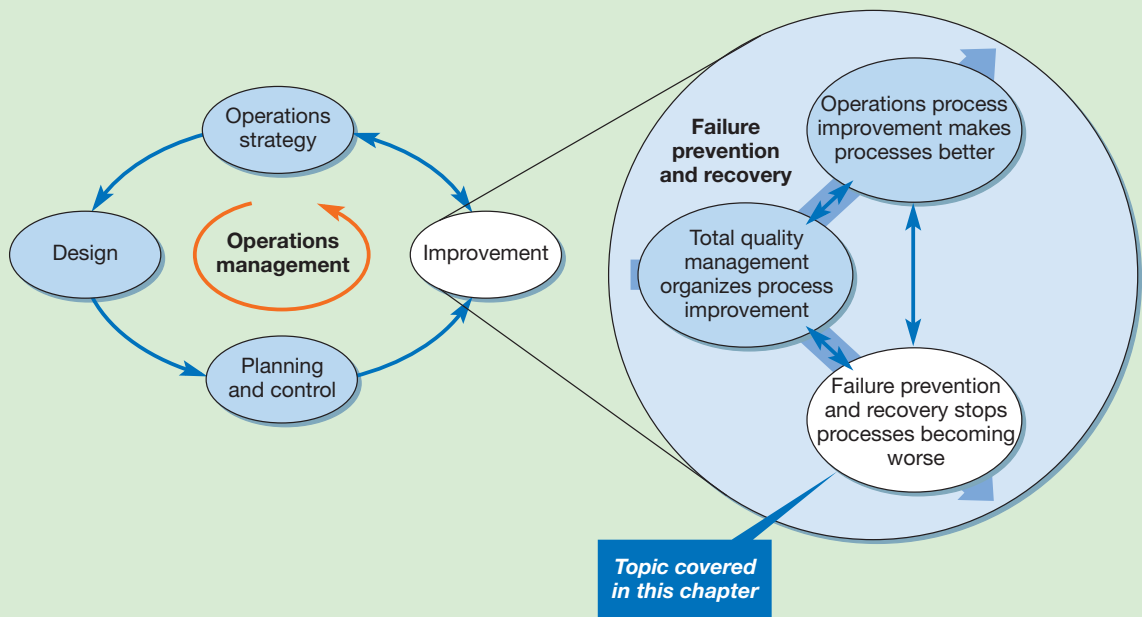 Operations
strategy
Design
Operations
management
Improvement
Planning
and control
Failure
prevention
and recovery
Operations process
improvement makes
processes better
Total quality
management
organizes process
improvement
Failure prevention
and recovery stops
processes becoming
worse
Topic covered
in this chapter